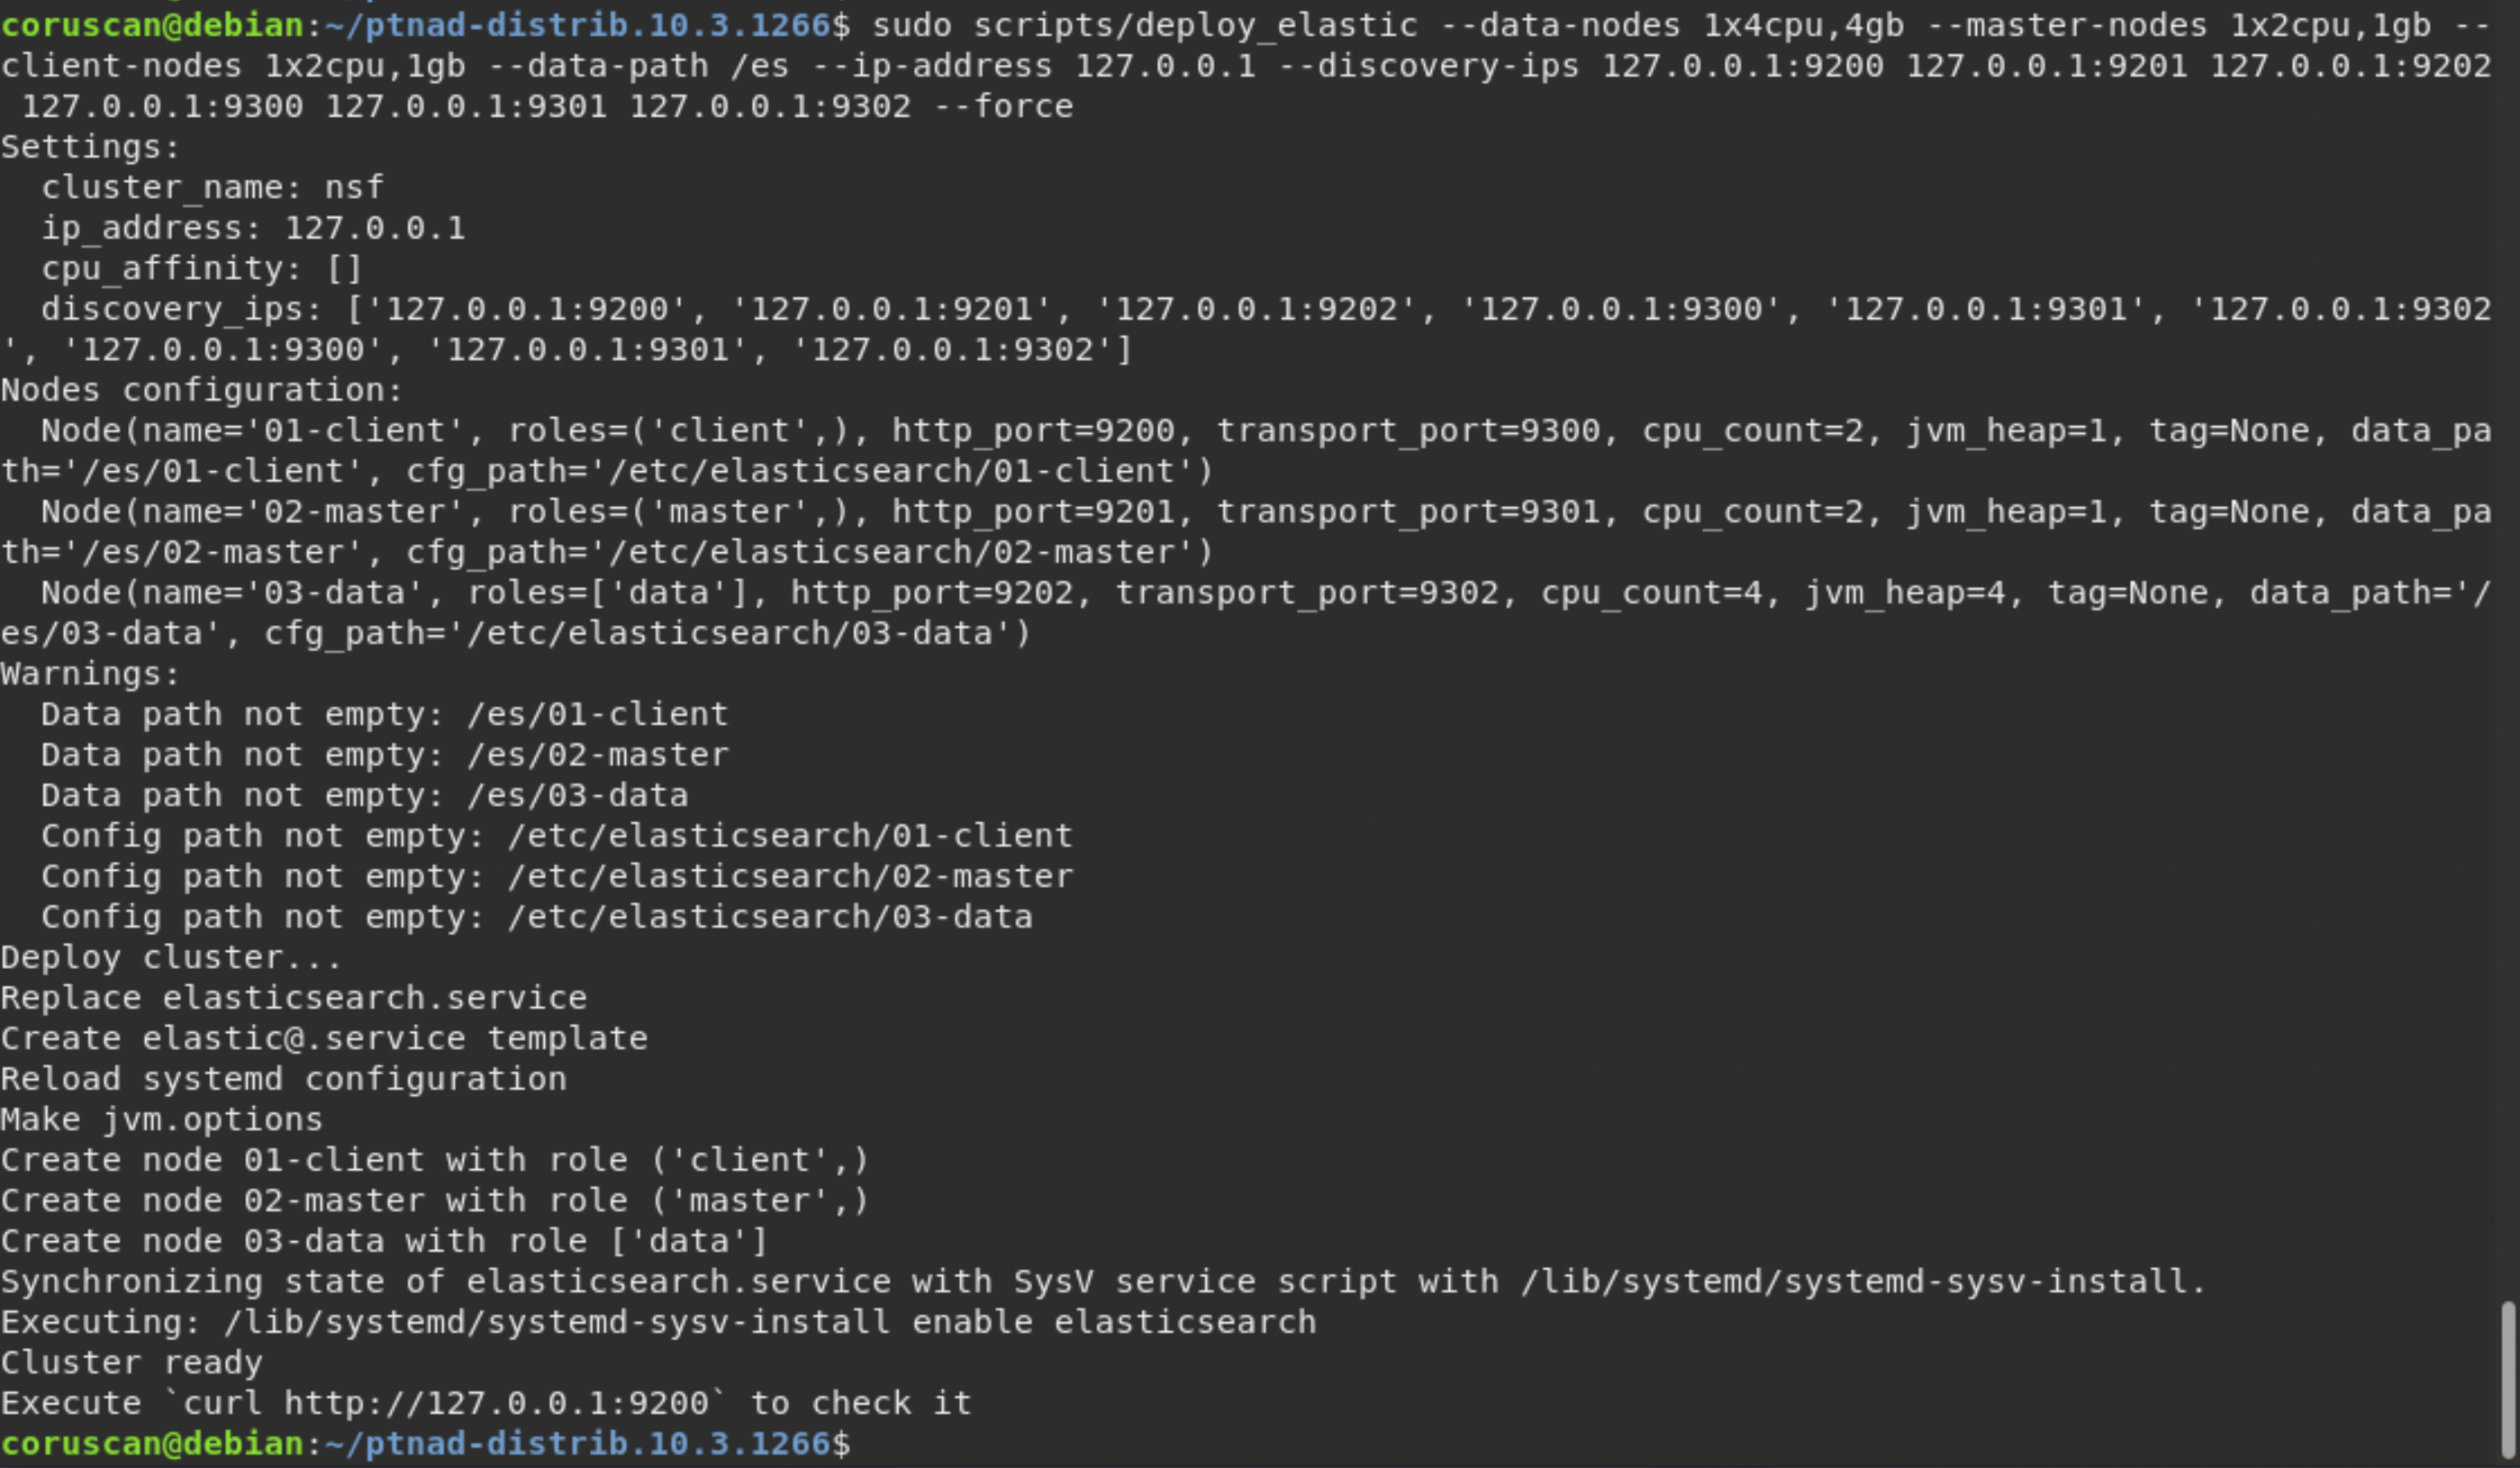 coruscan@debian:~/ptnad-distrib.10.3.1266$ sudo scripts/deploy_elastic --data-nodes 1x4cpu,4gb --master-nodes 1x2cpu,1gb --
client-nodes 1x2cpu,1gb --data-path /es --ip-address 127.0.0.1 --discovery-ips 127.0.0.1:9200 127.0.0.1:9201 127.0.0.1:9202
 127.0.0.1:9300 127.0.0.1:9301 127.0.0.1:9302 --force
Settings:
  cluster_name: nsf
  ip_address: 127.0.0.1
  cpu_affinity: []
  discovery_ips: ['127.0.0.1:9200', '127.0.0.1:9201', '127.0.0.1:9202', '127.0.0.1:9300', '127.0.0.1:9301', '127.0.0.1:9302
', '127.0.0.1:9300', '127.0.0.1:9301', '127.0.0.1:9302']
Nodes configuration:
  Node(name='01-client', roles=('client',), http_port=9200, transport_port=9300, cpu_count=2, jvm_heap=1, tag=None, data_pa
th='/es/01-client', cfg_path='/etc/elasticsearch/01-client')
  Node(name='02-master', roles=('master',), http_port=9201, transport_port=9301, cpu_count=2, jvm_heap=1, tag=None, data_pa
th='/es/02-master', cfg_path='/etc/elasticsearch/02-master')
  Node(name='03-data', roles=['data'], http_port=9202, transport_port=9302, cpu_count=4, jvm_heap=4, tag=None, data_path='/
es/03-data', cfg_path='/etc/elasticsearch/03-data')
Warnings:
  Data path not empty: /es/01-client
  Data path not empty: /es/02-master
  Data path not empty: /es/03-data
  Config path not empty: /etc/elasticsearch/01-client
  Config path not empty: /etc/elasticsearch/02-master
  Config path not empty: /etc/elasticsearch/03-data
Deploy cluster...
Replace elasticsearch.service
Create elastic@.service template
Reload systemd configuration
Make jvm.options
Create node 01-client with role ('client',)
Create node 02-master with role ('master',)
Create node 03-data with role ['data']
Synchronizing state of elasticsearch.service with SysV service script with /lib/systemd/systemd-sysv-install.
Executing: /lib/systemd/systemd-sysv-install enable elasticsearch
Cluster ready
Execute `curl http://127.0.0.1:9200` to check it
coruscan@debian:~/ptnad-distrib.10.3.1266$